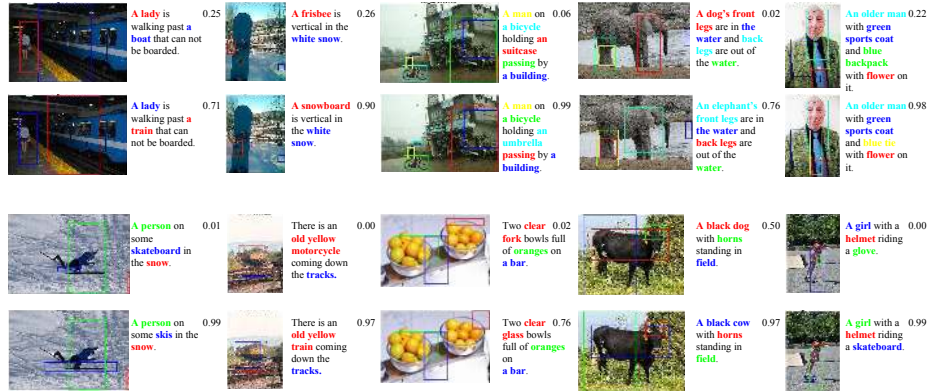 A lady is
walking past a
boat that can not
be boarded.
0.25
A frisbee is
vertical in the
white snow.
0.26
A man on
a bicycle
holding an
suitcase
passing by
a building.
0.06
A dog's front
legs are in the
water and back
legs are out of
the water.
0.02
An older man
with green
sports coat
and blue
backpack
with flower on
it.
0.22
A lady is
walking past a
train that can
not be boarded.
0.71
A snowboard
is vertical in
the white
snow.
0.90
A man on
a bicycle
holding an
umbrella
passing by a
building.
0.99
An elephant's
front legs are in
the water and
back legs are
out of the
water.
0.76
An older man
with green
sports coat
and blue tie
with flower on
it.
0.98
A person on
some
skateboard in
the snow.
0.01
There is an
old yellow
motorcycle
coming down
the tracks.
0.00
Two clear
fork bowls full
of oranges on
a bar.
0.02
A black dog
with horns
standing in
field.
0.50
A girl with a
helmet riding
a glove.
0.00
A person on
some skis in the
snow.
0.99
There is an
old yellow
train coming
down the
tracks.
0.97
Two clear
glass bowls
full of oranges
on
a bar.
0.76
A black cow
with horns
standing in
field.
0.97
A girl with a
helmet riding
a skateboard.
0.99